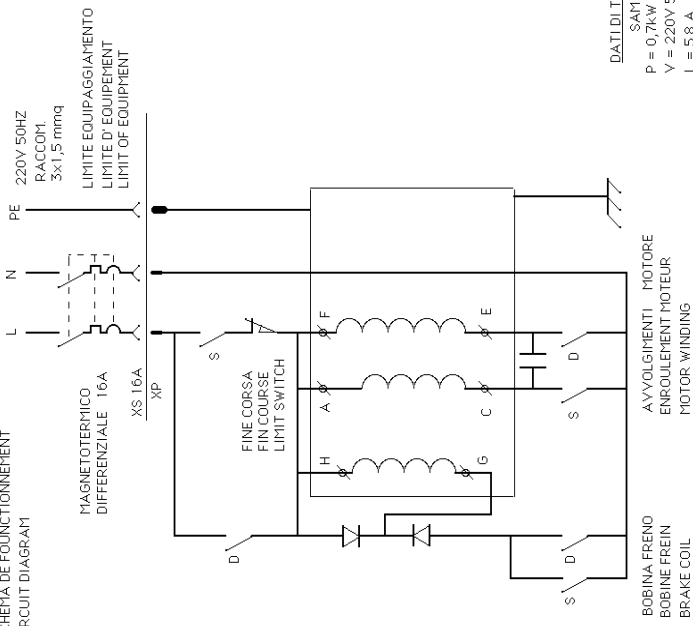 CHEMA DE FOUNCTIONNEMENT
RCUIT DIAGRAM
MAGNETOTERMICO
DIFFERENZIALE 16A
XS 16A
XP
L
N
PE
220V 50HZ
RACCOM.
3x1,5 mmq
LIMITE EQUIPAGGIAMENTO
LIMITE D' EQUIPEMENT
LIMIT OF EQUIPMENT
D
S
FINE CORSA
FIN COURSE
LIMIT SWITCH
H
A
F
G
C
E
S
D
S
D
BOBINA FRENO
BOBINE FREIN
BRAKE COIL
AVVOLGIMENTI MOTORE
ENROULEMENT MOTEUR
MOTOR WINDING
DATI DI T
SAM
P = 0,7kW
V = 220V 5
I = 5.8 A